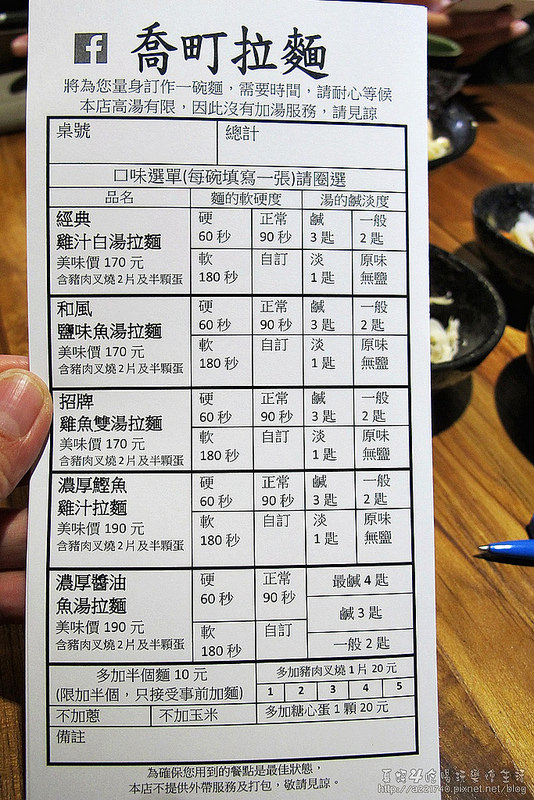 f 喬町拉麵
將為您量身訂作一碗麵，需要時間，請耐心等候
本店高湯有限，因此沒有加湯服務，請見諒
桌號 總計
口味選單(每碗填寫一張)請圈選
品名 麵的軟硬度 湯的鹹淡度
經典
雞汁白湯拉麵
美味價 170 元
含豬肉叉燒 2 片及半顆蛋
硬 正常 鹹 一般
60 秒 90 秒 3 匙 2 匙
軟 自訂 淡 原味
180 秒 1 匙 無鹽
和風
鹽味魚湯拉麵
美味價 170 元
含豬肉叉燒 2 片及半顆蛋
硬 正常 鹹 一般
60 秒 90 秒 3 匙 2 匙
軟 自訂 淡 原味
180 秒 1 匙 無鹽
招牌
雞魚雙湯拉麵
美味價 170 元
含豬肉叉燒 2 片及半顆蛋
硬 正常 鹹 一般
60 秒 90 秒 3 匙 2 匙
軟 自訂 淡 原味
180 秒 1 匙 無鹽
濃厚鰹魚
雞汁拉麵
美味價 190 元
含豬肉叉燒 2 片及半顆蛋
硬 正常 鹹 一般
60 秒 90 秒 3 匙 2 匙
軟 自訂 淡 原味
180 秒 1 匙 無鹽
濃厚醬油
魚湯拉麵
美味價 190 元
含豬肉叉燒 2 片及半顆蛋
硬 正常
60 秒 90 秒
軟 自訂
180 秒
最鹹 4 匙
鹹 3 匙
一般 2 匙
多加半個麵 10 元
(限加半個，只接受事前加麵)
多加豬肉叉燒 1 片 20 元
1 2 3 4 5
不加蔥 不加玉米 多加糖心蛋 1 顆 20 元
備註
為確保您用到的餐點是最佳狀態，
本店不提供外帶服務及打包，敬請見諒。
http://a221740.pixnet.net/blog